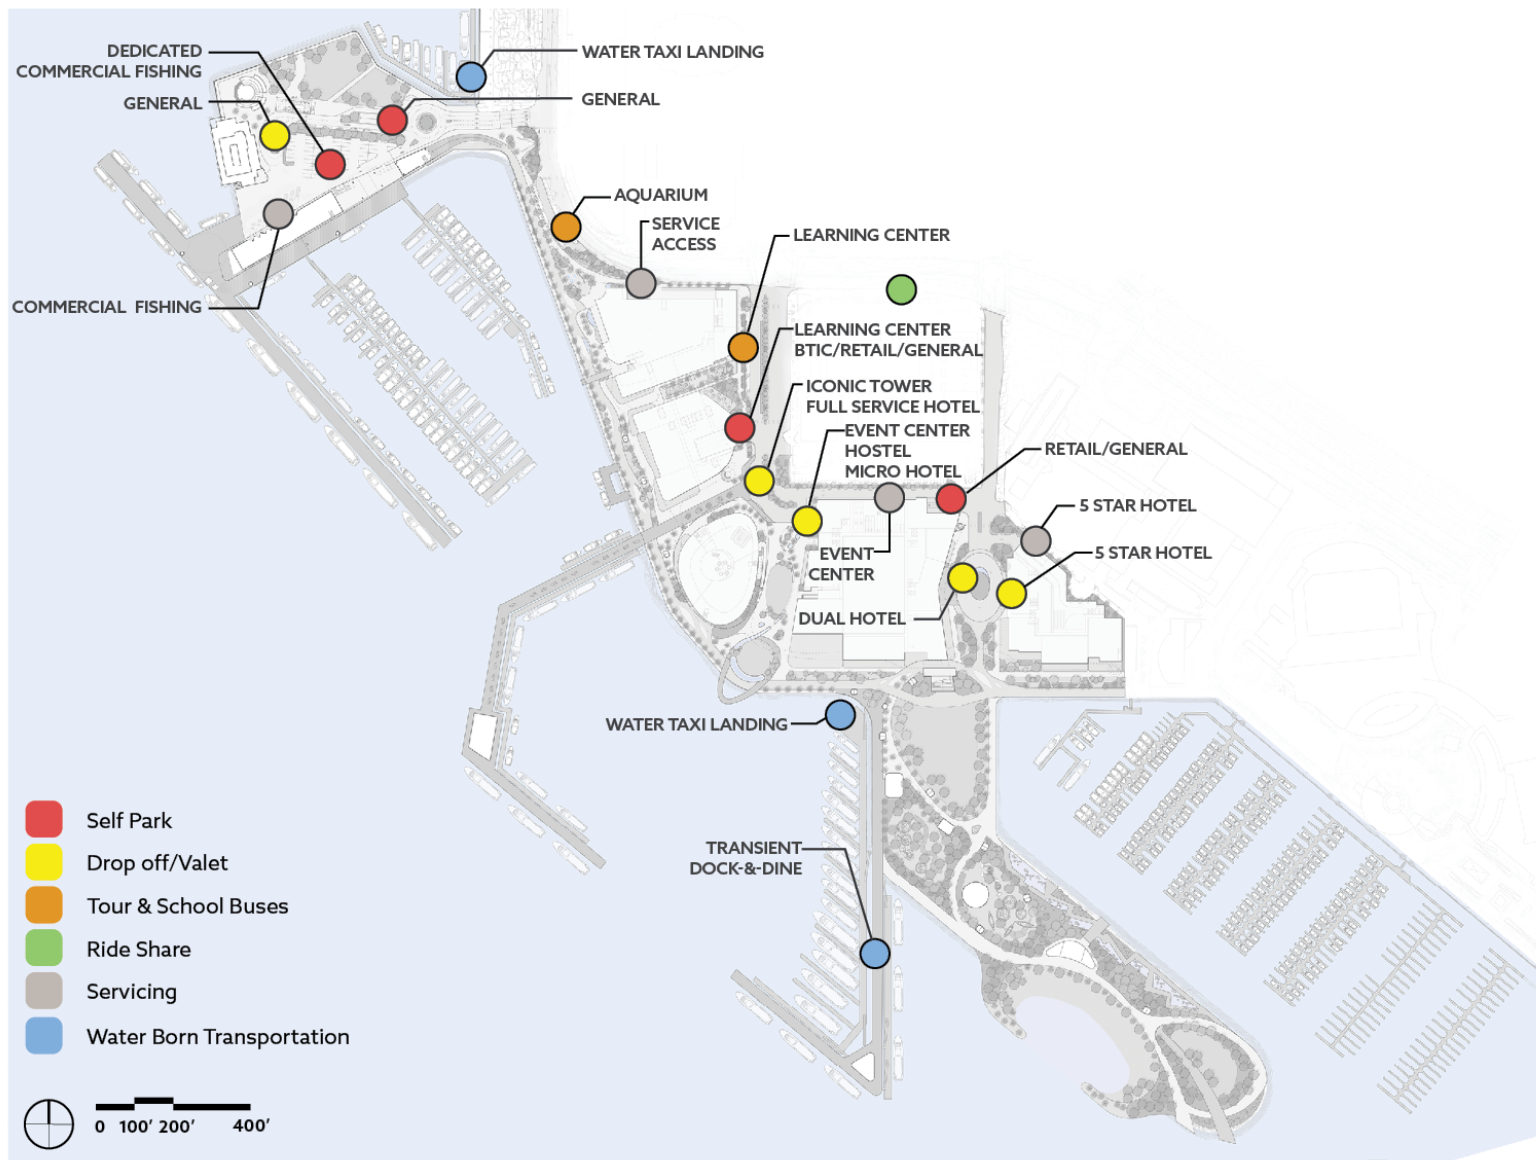 DEDICATED
COMMERCIAL FISHING
GENERAL
WATER TAXI LANDING
GENERAL
AQUARIUM
SERVICE
ACCESS
LEARNING CENTER
COMMERCIAL FISHING
LEARNING CENTER
BTIC/RETAIL/GENERAL
ICONIC TOWER
FULL SERVICE HOTEL
EVENT CENTER
HOSTEL
MICRO HOTEL
RETAIL/GENERAL
5 STAR HOTEL
EVENT
CENTER
5 STAR HOTEL
DUAL HOTEL
WATER TAXI LANDING
TRANSIENT
DOCK-&-DINE
Self Park
Drop off/Valet
Tour & School Buses
Ride Share
Servicing
Water Born Transportation
0 100' 200' 400'